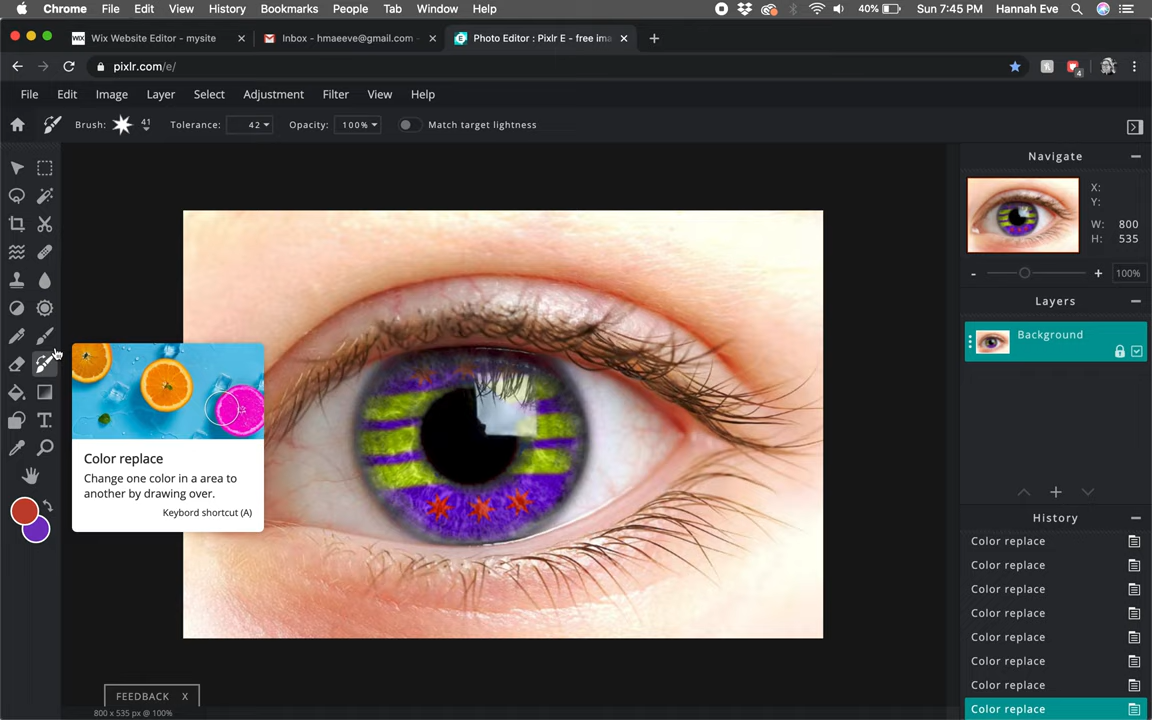 Chrome File Edit View History Bookmarks People Tab Window Help 40% Sun 7:45 PM Hannah Eve
Wix Website Editor - mysite
Inbox - hmaeeve@gmail.com -
Photo Editor : Pixlr E - free ima
pixlr.com/e/
4
File Edit Image Layer Select Adjustment Filter View Help
Brush: 41 Tolerance: 42 Opacity: 100% Match target lightness
Navigate
X:
Y:
W: 800
H: 535
- + 100%
Layers
Background
Color replace
Change one color in a area to
another by drawing over.
Keybord shortcut (A)
T
History
Color replace
Color replace
Color replace
Color replace
Color replace
Color replace
Color replace
Color replace
FEEDBACK X
800 x 535 px @ 100%